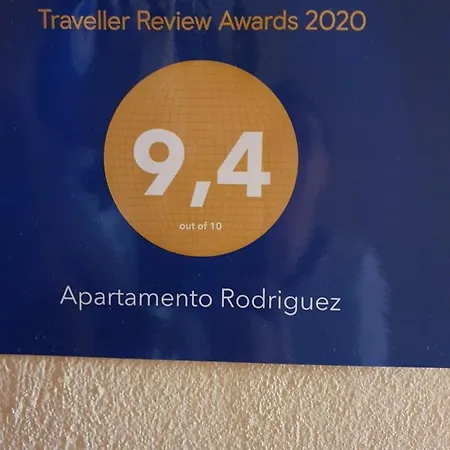 Traveller Review Awards 2020
9,4
out of 10
Apartamento Rodriguez